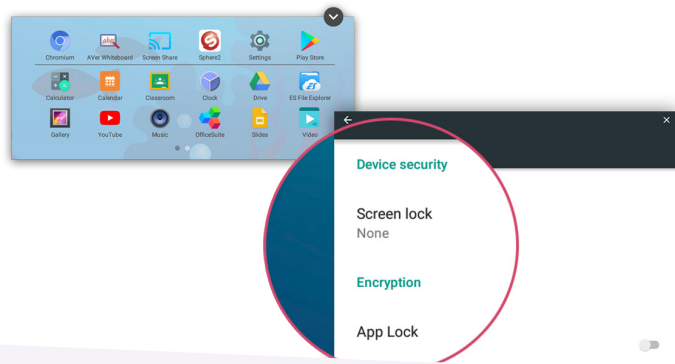 Chromium AVer Whiteboard Screen Share Sphere2 Settings Play Store
Calculator Calendar Classroom Clock Drive ES File Explorer
Gallery YouTube Music OfficeSuite Slides Video
Device security
Screen lock
None
Encryption
App Lock